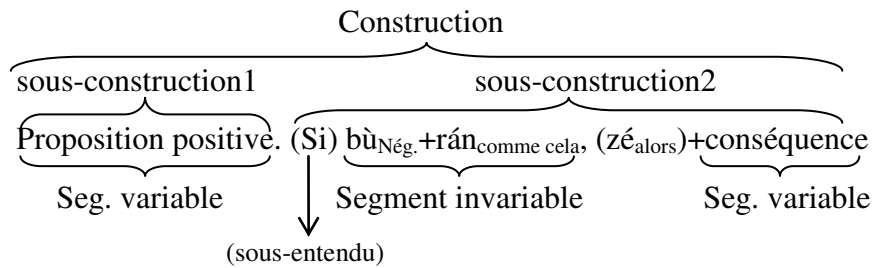 Construction
sous-construction1 sous-construction2
Proposition positive. (Si) bùNég.+ráncomme cela, (zéalors)+conséquence
Seg. variable Segment invariable Seg. variable
(sous-entendu)